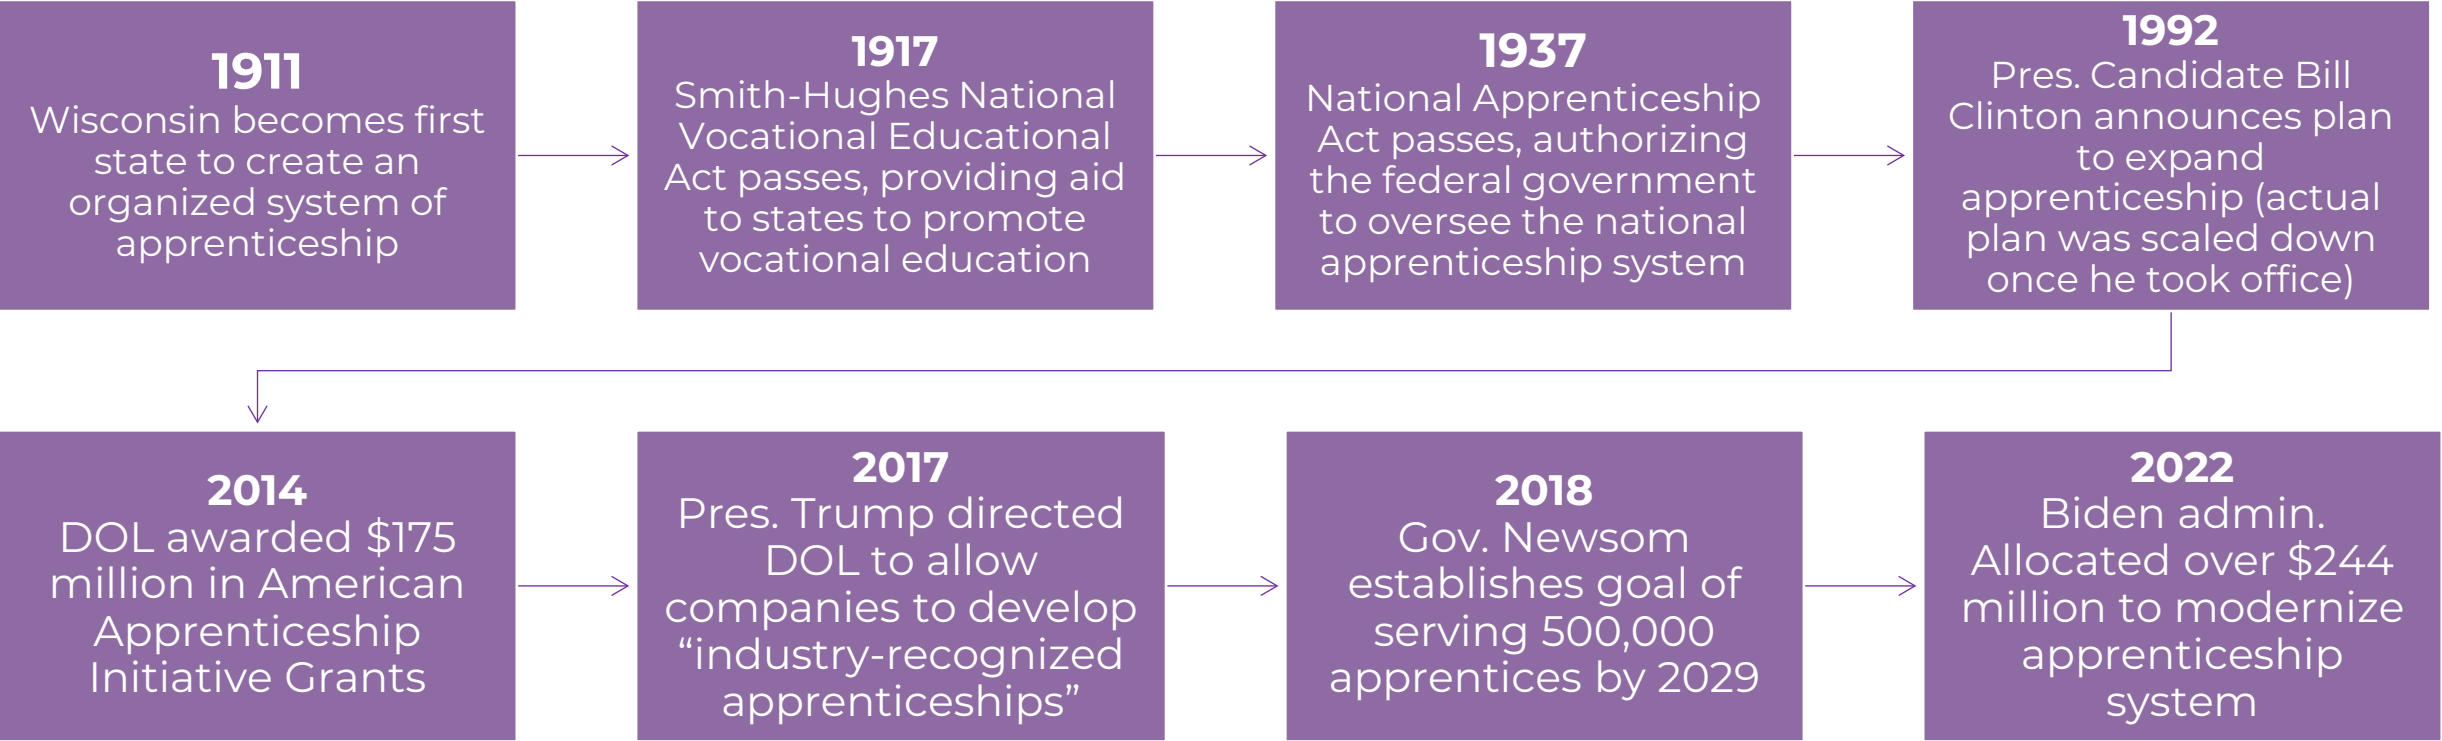 1911
Wisconsin becomes first
state to create an
organized system of
apprenticeship
1917
Smith-Hughes National
Vocational Educational
Act passes, providing aid
to states to promote
vocational education
1937
National Apprenticeship
Act passes, authorizing
the federal government
to oversee the national
apprenticeship system
1992
Pres. Candidate Bill
Clinton announces plan
to expand
apprenticeship (actual
plan was scaled down
once he took office)
2014
DOL awarded $175
million in American
Apprenticeship
Initiative Grants
2017
Pres. Trump directed
DOL to allow
companies to develop
“industry-recognized
apprenticeships”
2018
Gov. Newsom
establishes goal of
serving 500,000
apprentices by 2029
2022
Biden admin.
Allocated over $244
million to modernize
apprenticeship
system